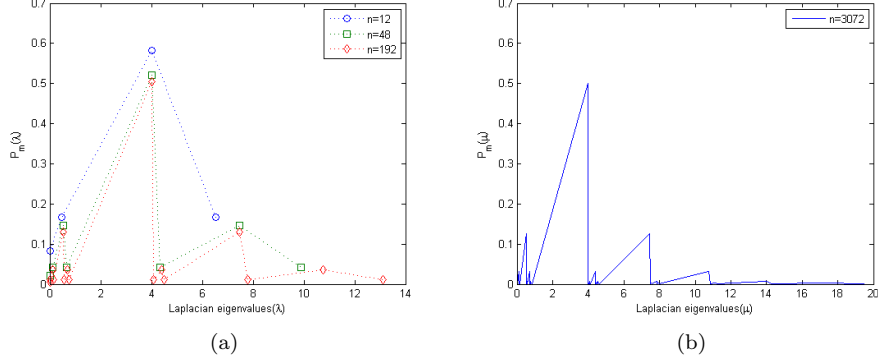 0.7
0.6
0.5
0.4
0.3
0.2
0.1
0
P_m(λ)
0 2 4 6 8 10 12 14
Laplacian eigenvalues(λ)
n=12
n=48
n=192
(a)
0.7
0.6
0.5
0.4
0.3
0.2
0.1
0
P_m(μ)
0 2 4 6 8 10 12 14 16 18 20
Laplacian eigenvalues(μ)
n=3072
(b)